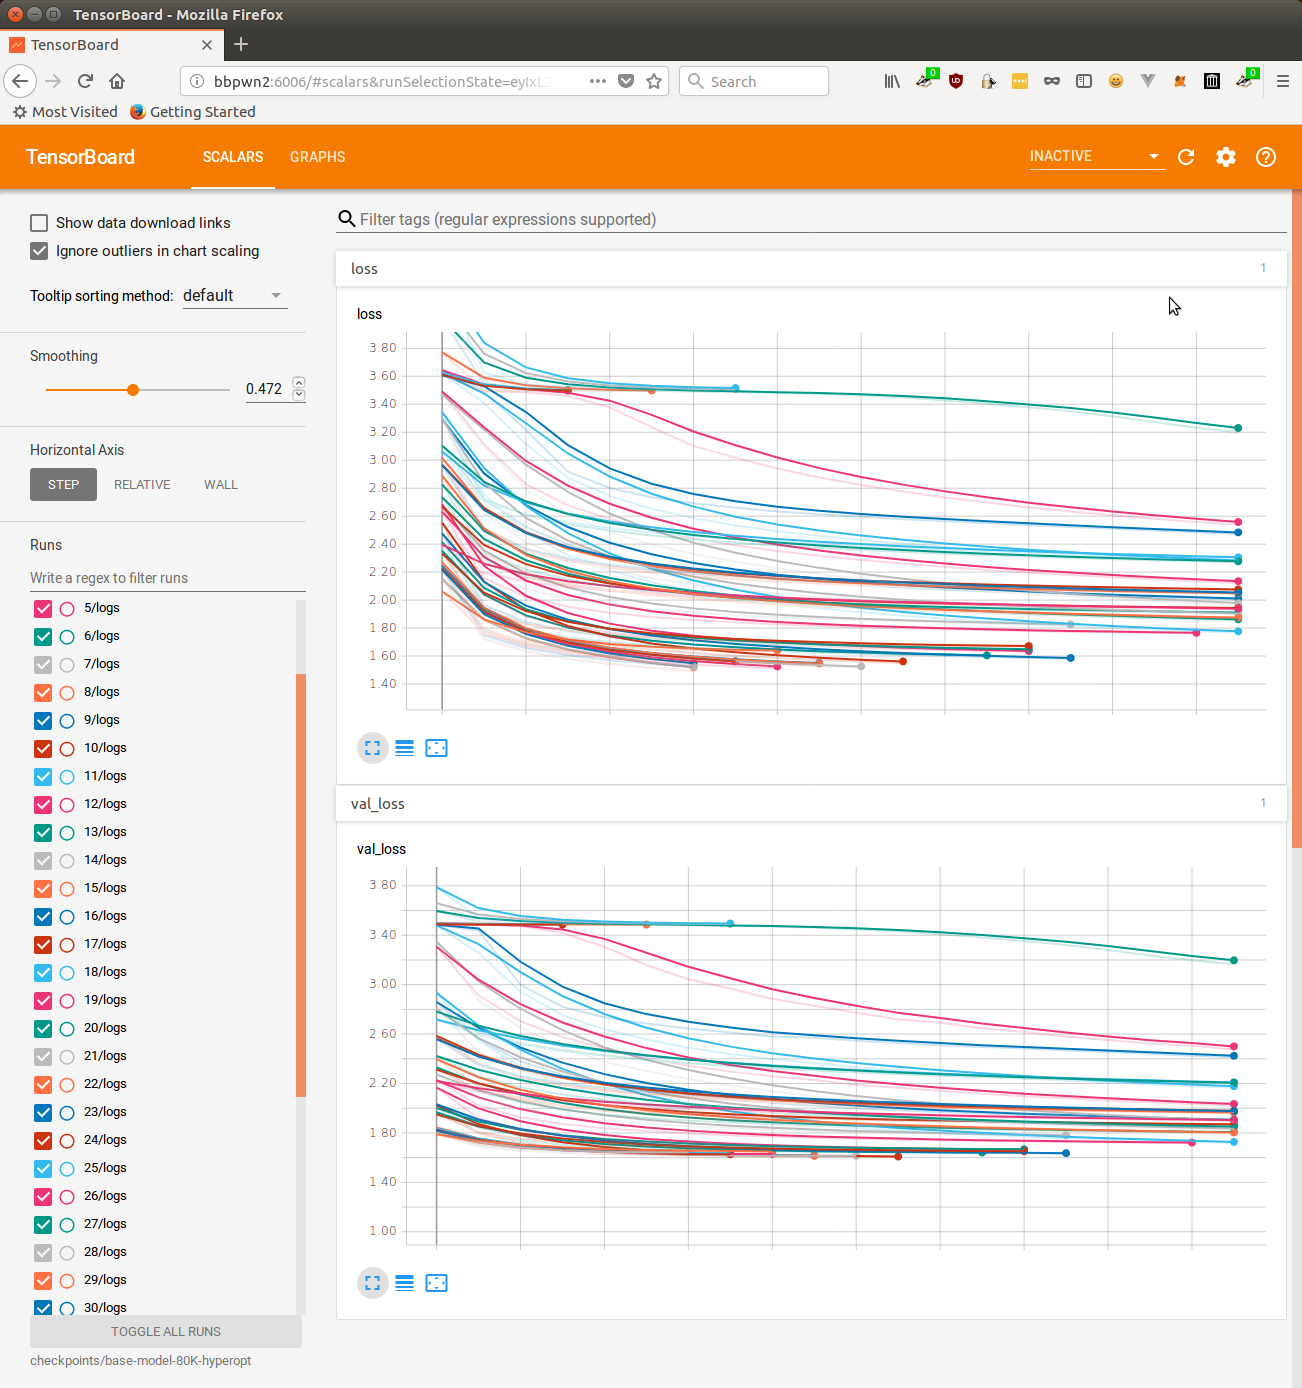 TensorBoard - Mozilla Firefox
TensorBoard
bbpwn2:6006/#scalars&runSelectionState=eyIxL2
Search
0
0
Most Visited
Getting Started
TensorBoard
SCALARS
GRAPHS
INACTIVE
Show data download links
Ignore outliers in chart scaling
Tooltip sorting method: default
Smoothing
0.472
Horizontal Axis
STEP
RELATIVE
WALL
Runs
Write a regex to filter runs
5/logs
6/logs
7/logs
8/logs
9/logs
10/logs
11/logs
12/logs
13/logs
14/logs
15/logs
16/logs
17/logs
18/logs
19/logs
20/logs
21/logs
22/logs
23/logs
24/logs
25/logs
26/logs
27/logs
28/logs
29/logs
30/logs
TOGGLE ALL RUNS
checkpoints/base-model-80K-hyperopt
Filter tags (regular expressions supported)
loss
1
loss
3.80
3.60
3.40
3.20
3.00
2.80
2.60
2.40
2.20
2.00
1.80
1.60
1.40
val_loss
1
val_loss
3.80
3.40
3.00
2.60
2.20
1.80
1.40
1.00